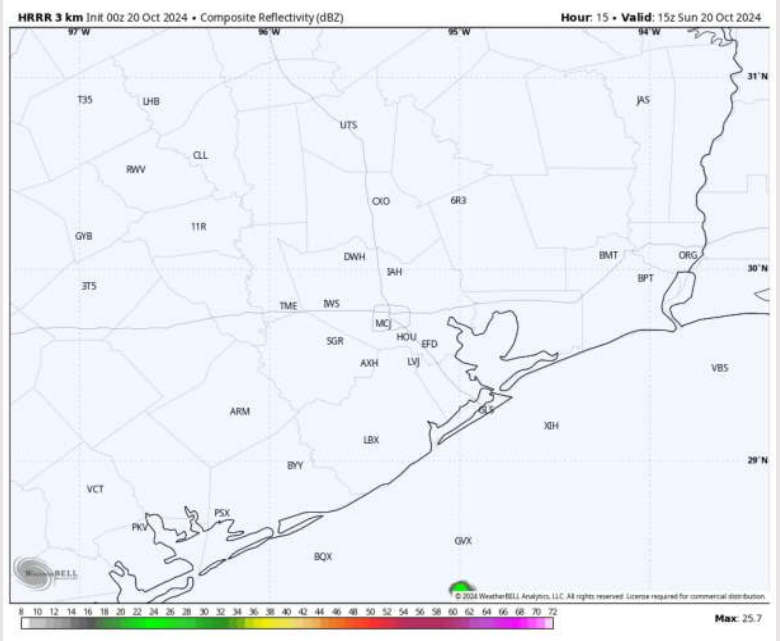 HRRR 3 km Init 00z 20 Oct 2024 • Composite Reflectivity (dBZ) Hour: 15 • Valid: 15z Sun 20 Oct 2024
97°W 96°W 95°W 94°W
31°N
T35 LHB JAS
UTS
CLL
RWV
CXO 6R3
11R
GYB
DWH BMT ORG
30°N
IAH
BPT
3T5
TME IWS
MCJ
SGR HOU EFD
AXH LVJ
VBS
ARM GLS
XIH
LBX
29°N
BYY
VCT
PSX
PKV
GVX
BQX
WeatherBELL
© 2024 WeatherBELL Analytics, LLC. All rights reserved. License required for commercial distribution.
8 10 12 14 16 18 20 22 24 26 28 30 32 34 36 38 40 42 44 46 48 50 52 54 56 58 60 62 64 66 68 70 72
Max: 25.7